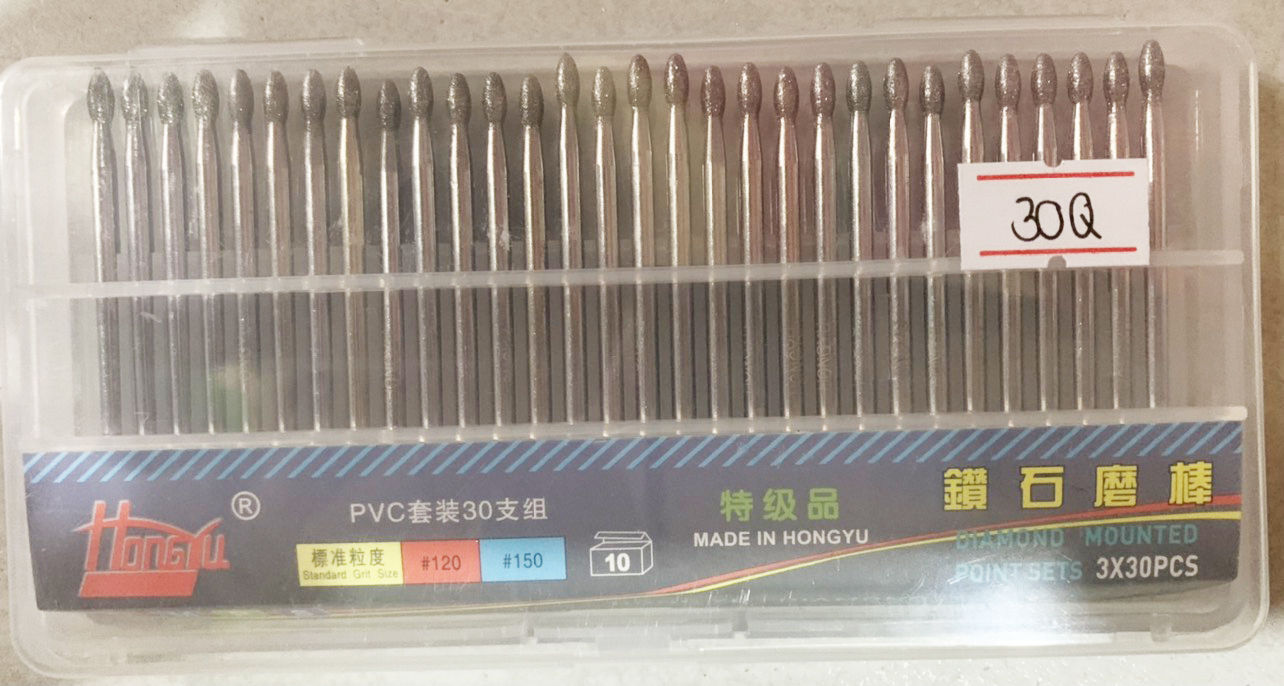 30Q
HONGYU ®
PVC套装30支组
標准粒度
Standard Grit Size
#120
#150
10
特级品
MADE IN HONGYU
鑽石磨棒
DIAMOND MOUNTED
POINT SETS 3X30PCS